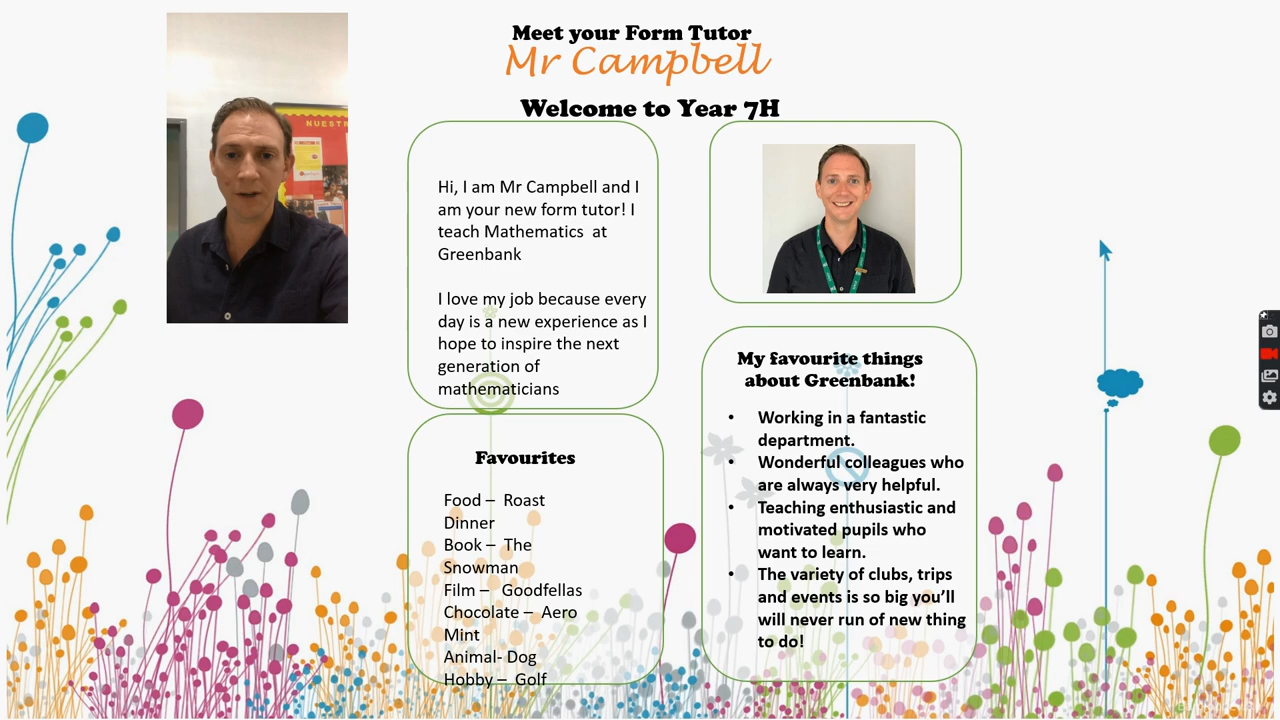 Meet your Form Tutor
Mr Campbell
Welcome to Year 7H
NUESTR
Hi, I am Mr Campbell and I
am your new form tutor! I
teach Mathematics at
Greenbank
I love my job because every
day is a new experience as I
hope to inspire the next
generation of
mathematicians
Favourites
Food – Roast
Dinner
Book – The
Snowman
Film – Goodfellas
Chocolate – Aero
Mint
Animal- Dog
Hobby – Golf
My favourite things
about Greenbank!
• Working in a fantastic
department.
• Wonderful colleagues who
are always very helpful.
• Teaching enthusiastic and
motivated pupils who
want to learn.
• The variety of clubs, trips
and events is so big you'll
will never run of new thing
to do!